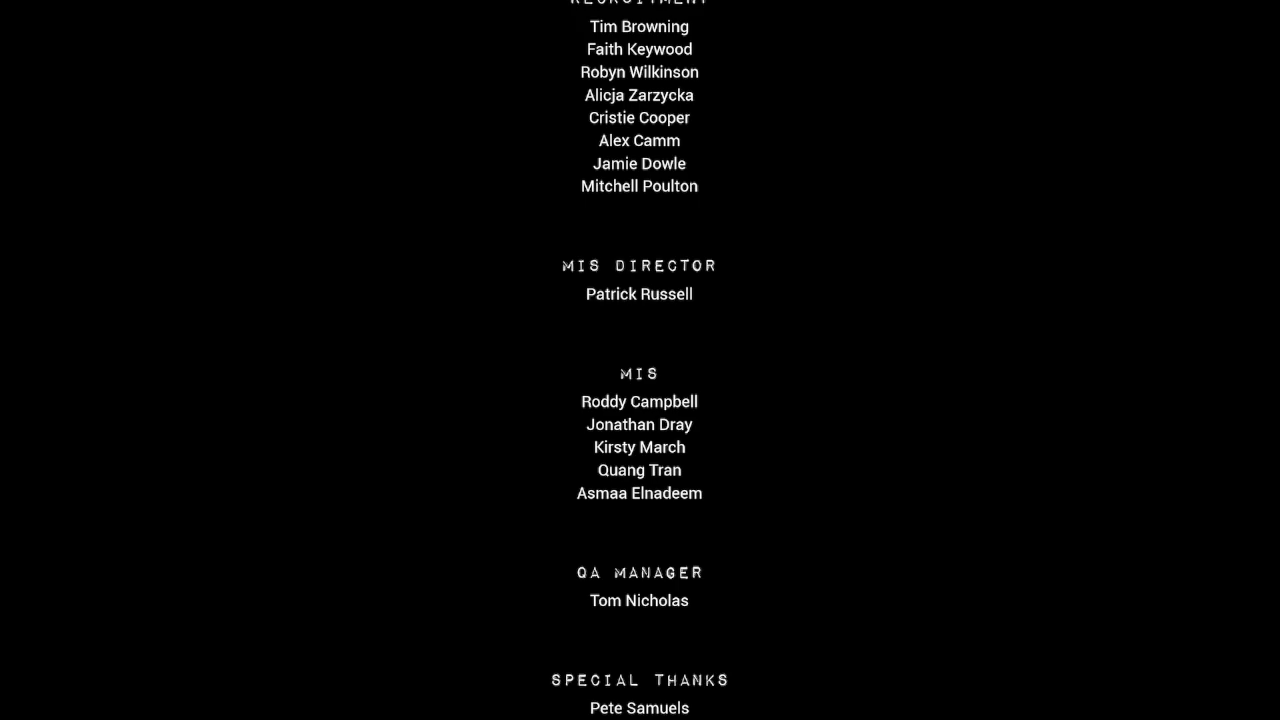 RECRUITMENT
Tim Browning
Faith Keywood
Robyn Wilkinson
Alicja Zarzycka
Cristie Cooper
Alex Camm
Jamie Dowle
Mitchell Poulton
MIS DIRECTOR
Patrick Russell
MIS
Roddy Campbell
Jonathan Dray
Kirsty March
Quang Tran
Asmaa Elnadeem
QA MANAGER
Tom Nicholas
SPECIAL THANKS
Pete Samuels